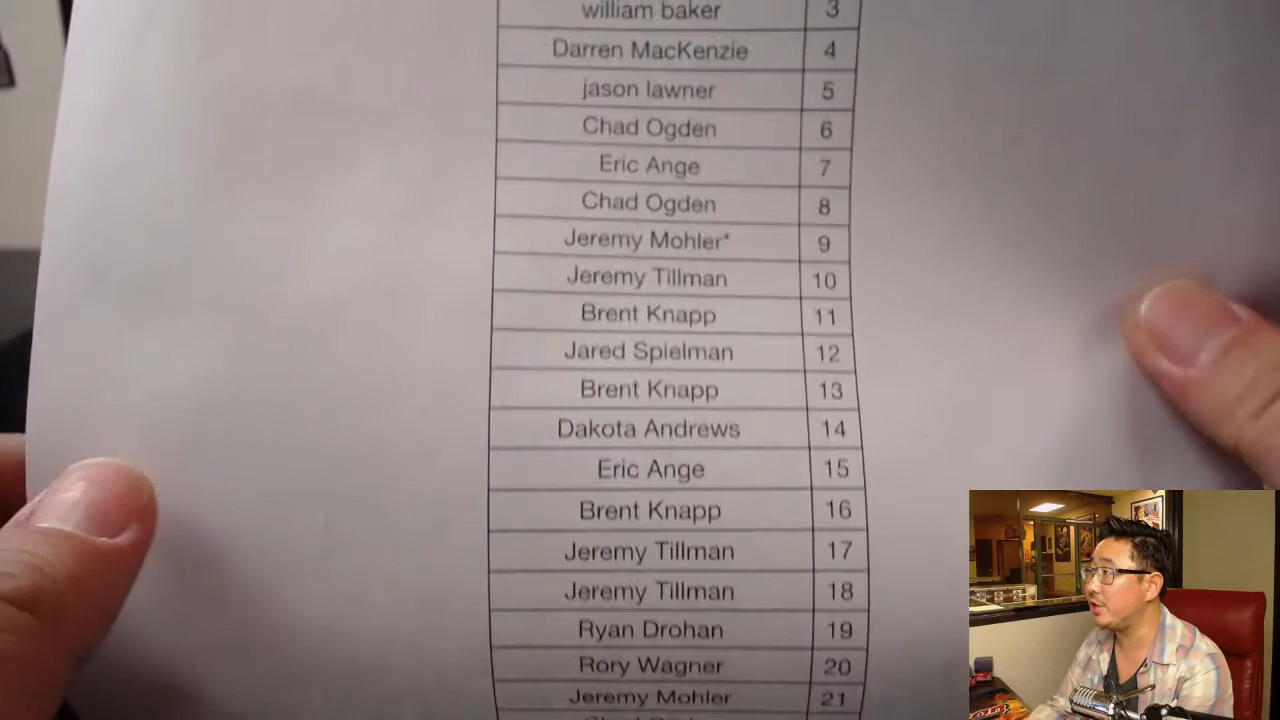 william baker 3
Darren MacKenzie 4
jason lawner 5
Chad Ogden 6
Eric Ange 7
Chad Ogden 8
Jeremy Mohler* 9
Jeremy Tillman 10
Brent Knapp 11
Jared Spielman 12
Brent Knapp 13
Dakota Andrews 14
Eric Ange 15
Brent Knapp 16
Jeremy Tillman 17
Jeremy Tillman 18
Ryan Drohan 19
Rory Wagner 20
Jeremy Mohler 21